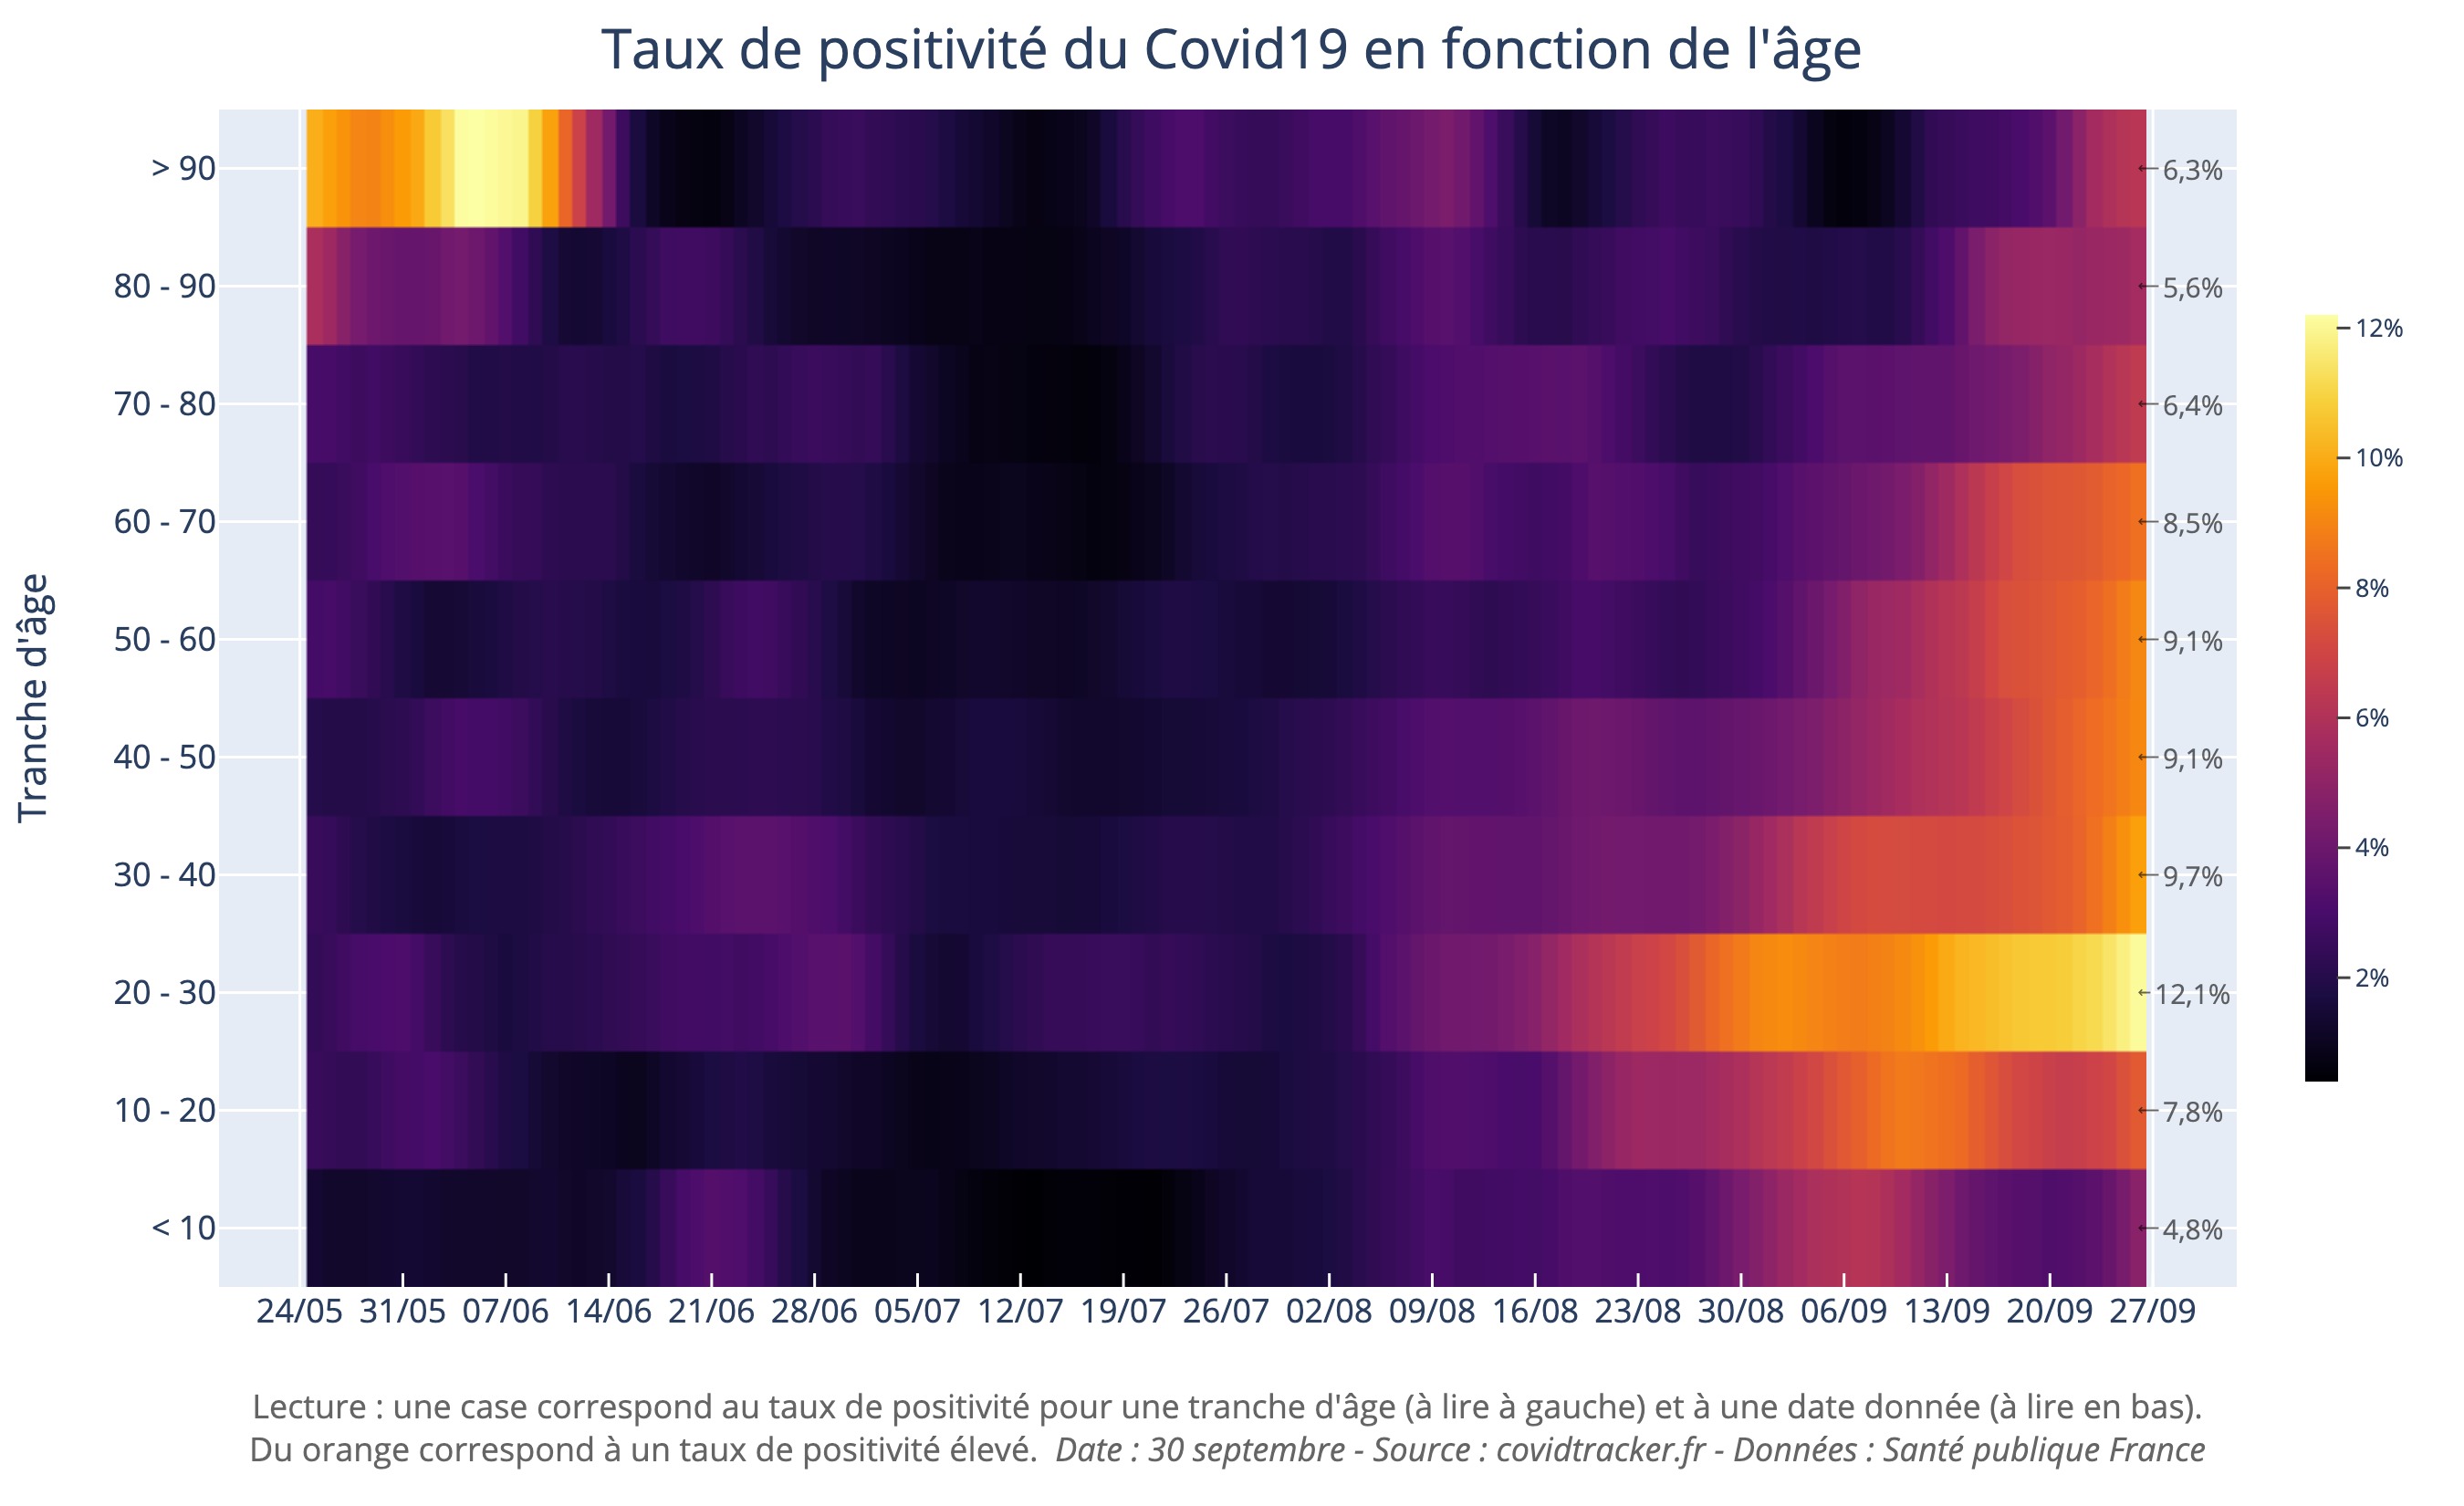 Taux de positivité du Covid19 en fonction de l'âge
Tranche d'âge
> 90
80 - 90
70 - 80
60 - 70
50 - 60
40 - 50
30 - 40
20 - 30
10 - 20
< 10
6,3%
5,6%
6,4%
8,5%
9,1%
9,1%
9,7%
12,1%
7,8%
4,8%
12%
10%
8%
6%
4%
2%
24/05 31/05 07/06 14/06 21/06 28/06 05/07 12/07 19/07 26/07 02/08 09/08 16/08 23/08 30/08 06/09 13/09 20/09 27/09
Lecture : une case correspond au taux de positivité pour une tranche d'âge (à lire à gauche) et à une date donnée (à lire en bas).
Du orange correspond à un taux de positivité élevé. Date : 30 septembre - Source : covidtracker.fr - Données : Santé publique France